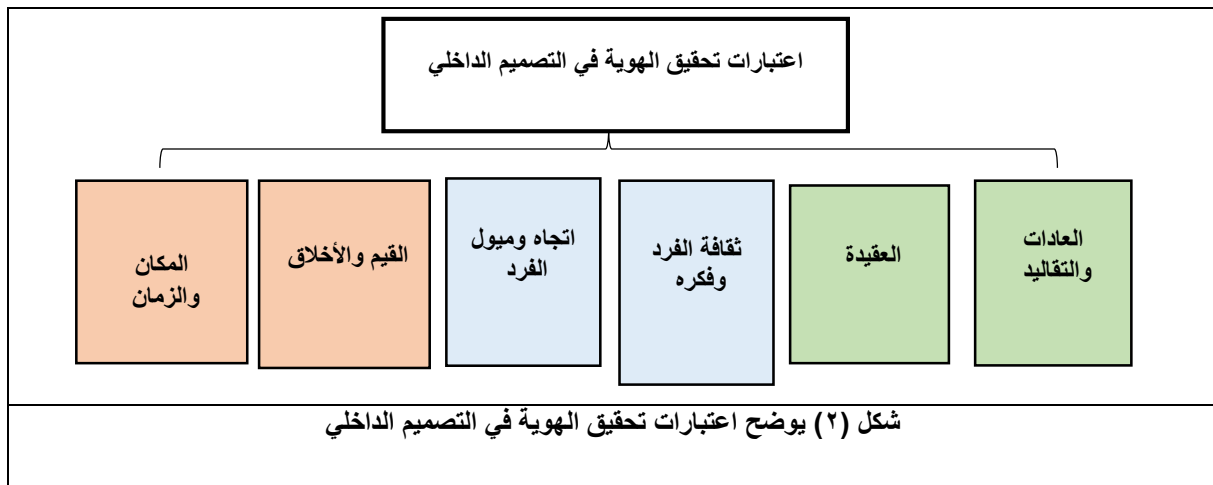 اعتبارات تحقيق الهوية في التصميم الداخلي
العادات
والتقاليد
العقيدة
ثقافة الفرد
وفكره
اتجاه وميول
الفرد
القيم والأخلاق
المكان
والزمان
شكل (٢) يوضح اعتبارات تحقيق الهوية في التصميم الداخلي